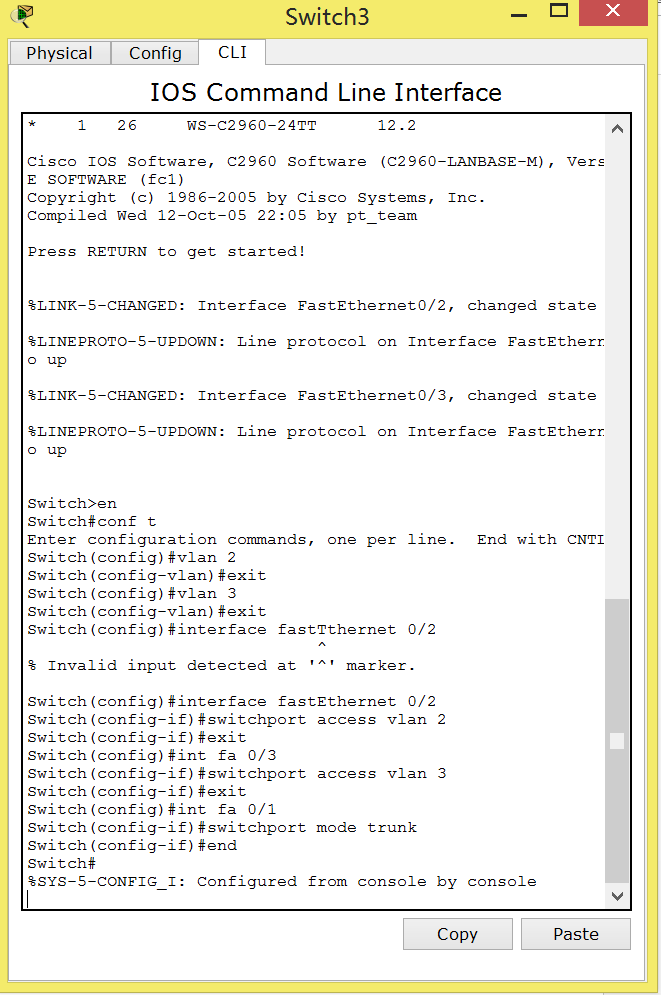 Switch3
Physical Config CLI
IOS Command Line Interface
* 1 26 WS-C2960-24TT 12.2
Cisco IOS Software, C2960 Software (C2960-LANBASE-M), Vers
E SOFTWARE (fc1)
Copyright (c) 1986-2005 by Cisco Systems, Inc.
Compiled Wed 12-Oct-05 22:05 by pt_team
Press RETURN to get started!
%LINK-5-CHANGED: Interface FastEthernet0/2, changed state
%LINEPROTO-5-UPDOWN: Line protocol on Interface FastEthern
o up
%LINK-5-CHANGED: Interface FastEthernet0/3, changed state
%LINEPROTO-5-UPDOWN: Line protocol on Interface FastEthern
o up
Switch>en
Switch#conf t
Enter configuration commands, one per line.  End with CNTL
Switch(config)#vlan 2
Switch(config-vlan)#exit
Switch(config)#vlan 3
Switch(config-vlan)#exit
Switch(config)#interface fastTthernet 0/2
^
% Invalid input detected at '^' marker.
Switch(config)#interface fastEthernet 0/2
Switch(config-if)#switchport access vlan 2
Switch(config-if)#exit
Switch(config)#int fa 0/3
Switch(config-if)#switchport access vlan 3
Switch(config-if)#exit
Switch(config)#int fa 0/1
Switch(config-if)#switchport mode trunk
Switch(config-if)#end
Switch#
%SYS-5-CONFIG_I: Configured from console by console
Copy Paste